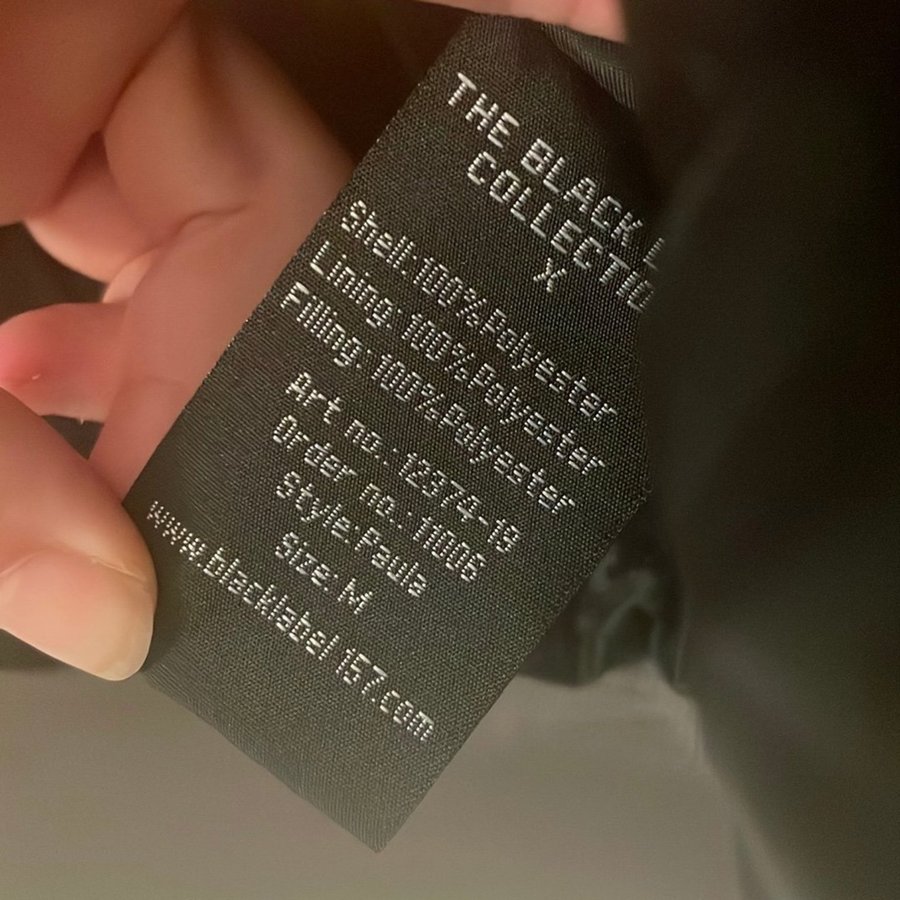 THE BLACK L
COLLECTIO
X
Shell: 100% Polyester
Lining: 100% Polyester
Filling: 100% Polyester
Art no.: 12374-19
Order no.: 11006
Style: Paula
Size: M
www.blacklabel157.com